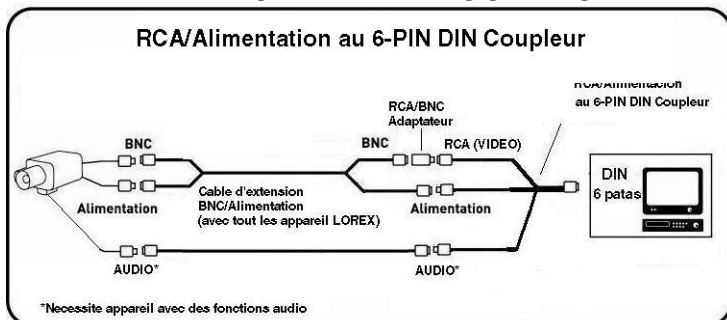 RCA/Alimentation au 6-PIN DIN Coupleur
RCA/Alimentacion
au 6-PIN DIN Coupleur
RCA/BNC
Adaptateur
BNC
BNC
RCA (VIDEO)
DIN
6 patas
Cable d'extension
BNC/Alimentation
(avec tout les appareil LOREX)
Alimentation
Alimentation
AUDIO*
AUDIO*
*Necessite appareil avec des fonctions audio